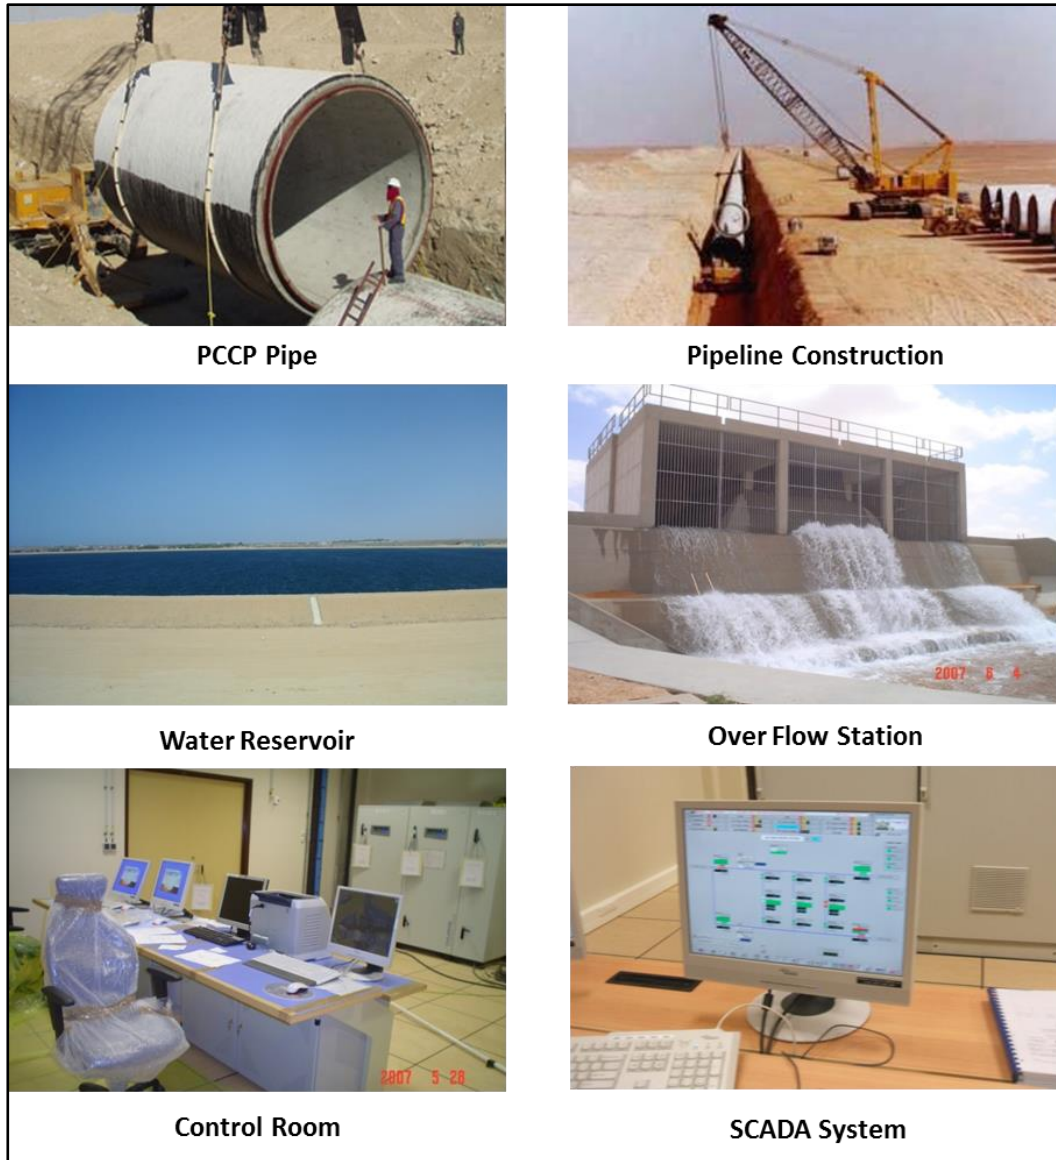 PCCP Pipe
Pipeline Construction
2007 6 4
Water Reservoir
Over Flow Station
2007 5 28
Control Room
SCADA System